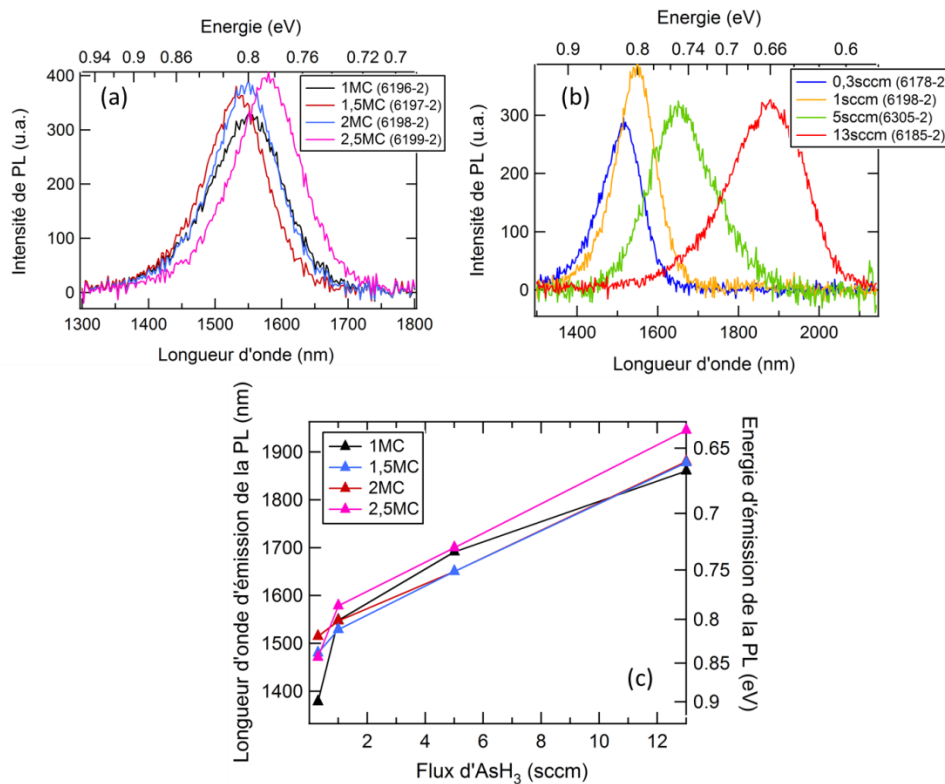 Energie (eV)
0.94 0.9 0.86 0.8 0.76 0.72 0.7
(a)
1MC (6196-2)
1,5MC (6197-2)
2MC (6198-2)
2,5MC (6199-2)
Intensité de PL (u.a.)
400
300
200
100
0
1300 1400 1500 1600 1700 1800
Longueur d'onde (nm)
Energie (eV)
0.9 0.8 0.74 0.7 0.66 0.6
(b)
0,3sccm (6178-2)
1sccm (6198-2)
5sccm(6305-2)
13sccm (6185-2)
Intensité de PL (u.a.)
300
200
100
0
1400 1600 1800 2000
Longueur d'onde (nm)
Longueur d'onde d'émission de la PL (nm)
1900
1800
1700
1600
1500
1400
1MC
1,5MC
2MC
2,5MC
(c)
0.65
0.7
0.75
0.8
0.85
0.9
Energie d'émission de la PL (eV)
2 4 6 8 10 12
Flux d'AsH₃ (sccm)